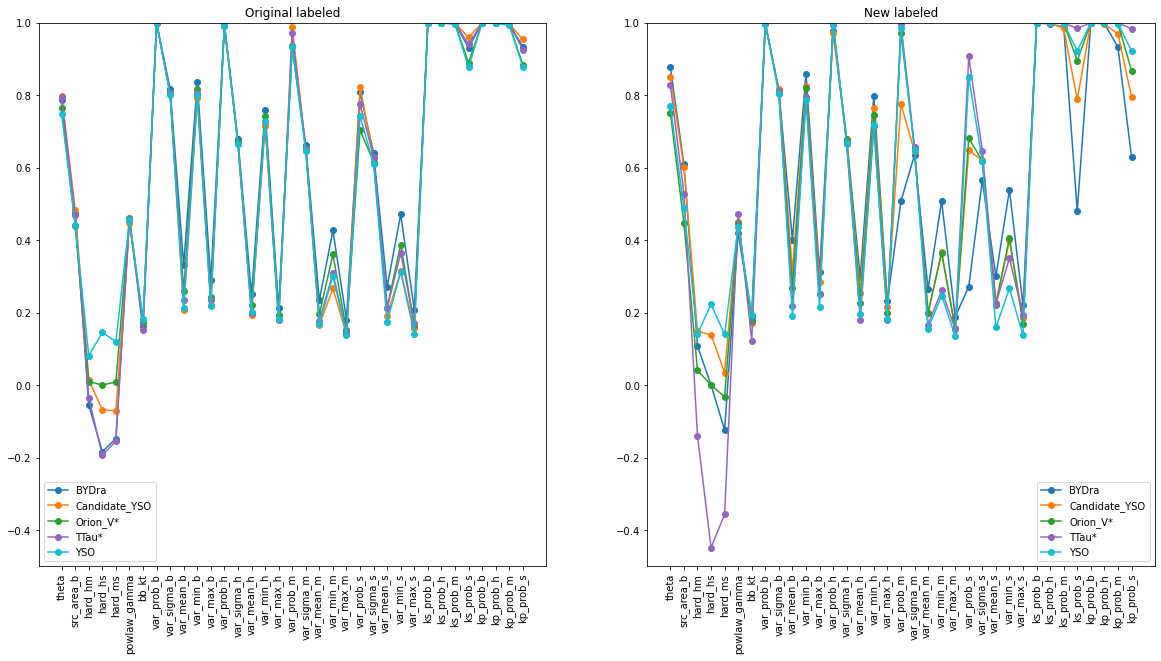 Original labeled
1.0
0.8
0.6
0.4
0.2
0.0
−0.2
−0.4
BYDra
Candidate_YSO
Orion_V*
TTau*
YSO
theta
src_area_b
hard_hm
hard_hs
hard_ms
powlaw_gamma
bb_kt
var_prob_b
var_sigma_b
var_mean_b
var_min_b
var_max_b
var_prob_h
var_sigma_h
var_mean_h
var_min_h
var_max_h
var_prob_m
var_sigma_m
var_mean_m
var_min_m
var_max_m
var_prob_s
var_sigma_s
var_mean_s
var_min_s
var_max_s
ks_prob_b
ks_prob_h
ks_prob_m
ks_prob_s
kp_prob_b
kp_prob_h
kp_prob_m
kp_prob_s
New labeled
1.0
0.8
0.6
0.4
0.2
0.0
−0.2
−0.4
BYDra
Candidate_YSO
Orion_V*
TTau*
YSO
theta
src_area_b
hard_hm
hard_hs
hard_ms
powlaw_gamma
bb_kt
var_prob_b
var_sigma_b
var_mean_b
var_min_b
var_max_b
var_prob_h
var_sigma_h
var_mean_h
var_min_h
var_max_h
var_prob_m
var_sigma_m
var_mean_m
var_min_m
var_max_m
var_prob_s
var_sigma_s
var_mean_s
var_min_s
var_max_s
ks_prob_b
ks_prob_h
ks_prob_m
ks_prob_s
kp_prob_b
kp_prob_h
kp_prob_m
kp_prob_s